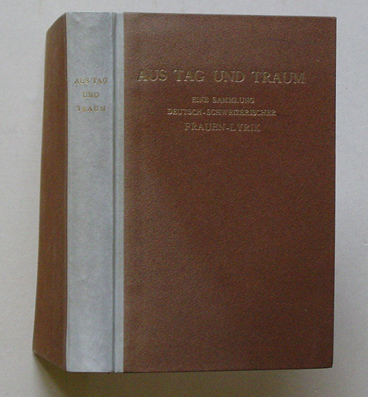 AUS TAG
UND
TRAUM
AUS TAG UND TRAUM
EINE SAMMLUNG
DEUTSCH-SCHWEIZERISCHER
FRAUEN-LYRIK